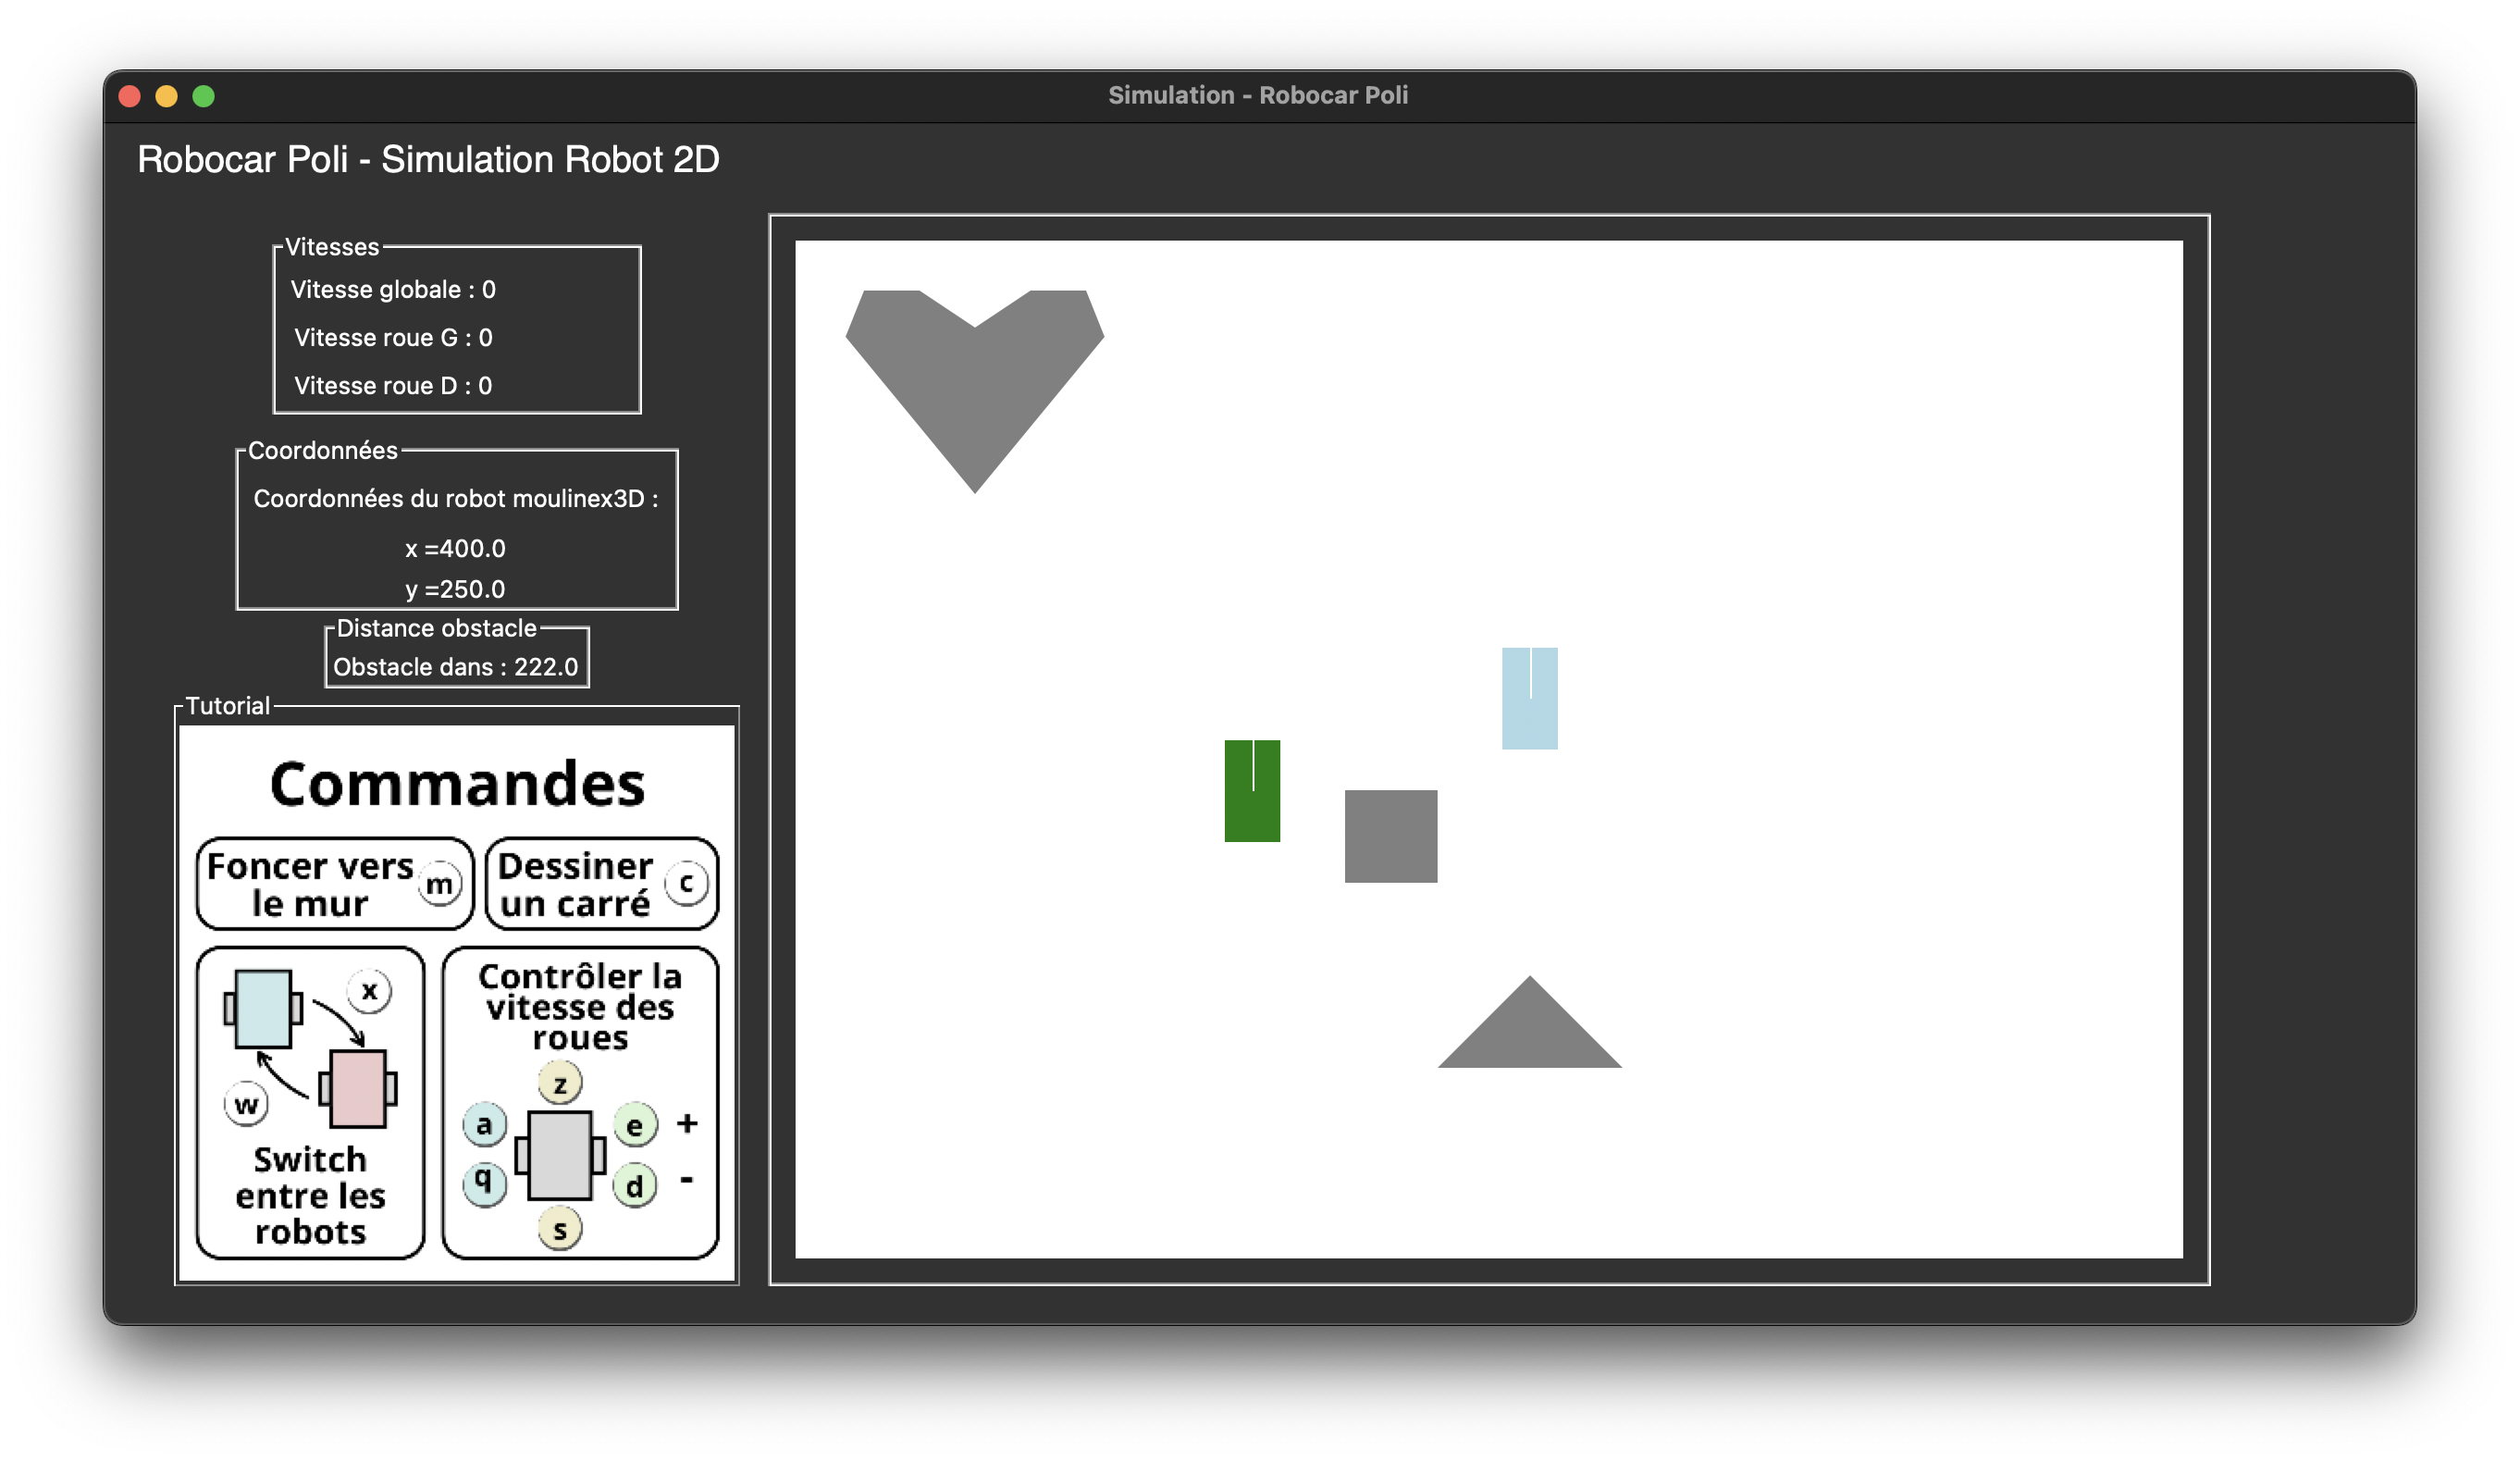 Simulation - Robocar Poli
Robocar Poli - Simulation Robot 2D
Vitesses
Vitesse globale : 0
Vitesse roue G : 0
Vitesse roue D : 0
Coordonnées
Coordonnées du robot moulinex3D :
x =400.0
y =250.0
Distance obstacle
Obstacle dans : 222.0
Tutorial
Commandes
Foncer vers
le mur
m
Dessiner
un carré
c
x
w
Switch
entre les
robots
Contrôler la
vitesse des
roues
z
a
e +
q
d -
s